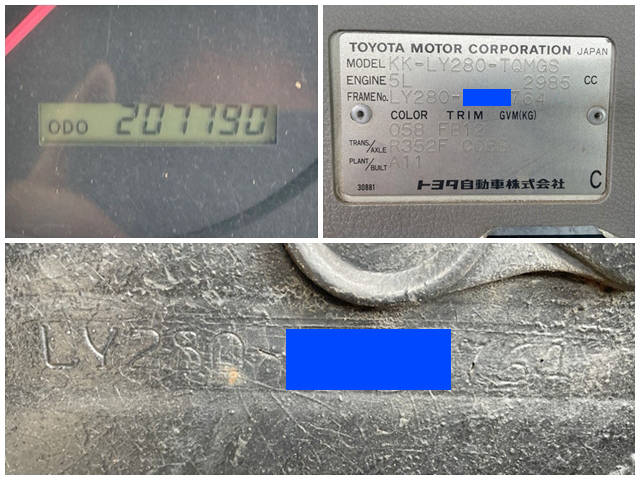 ODO 207790
TOYOTA MOTOR CORPORATION JAPAN
MODEL KK-LY280-TQMGS
ENGINE 5L 2985 CC
FRAME No. LY280- 764
COLOR TRIM GVM(KG)
058 FB12
TRANS./AXLE R352F
PLANT/BUILT A11
30881 トヨタ自動車株式会社 C
LY280-